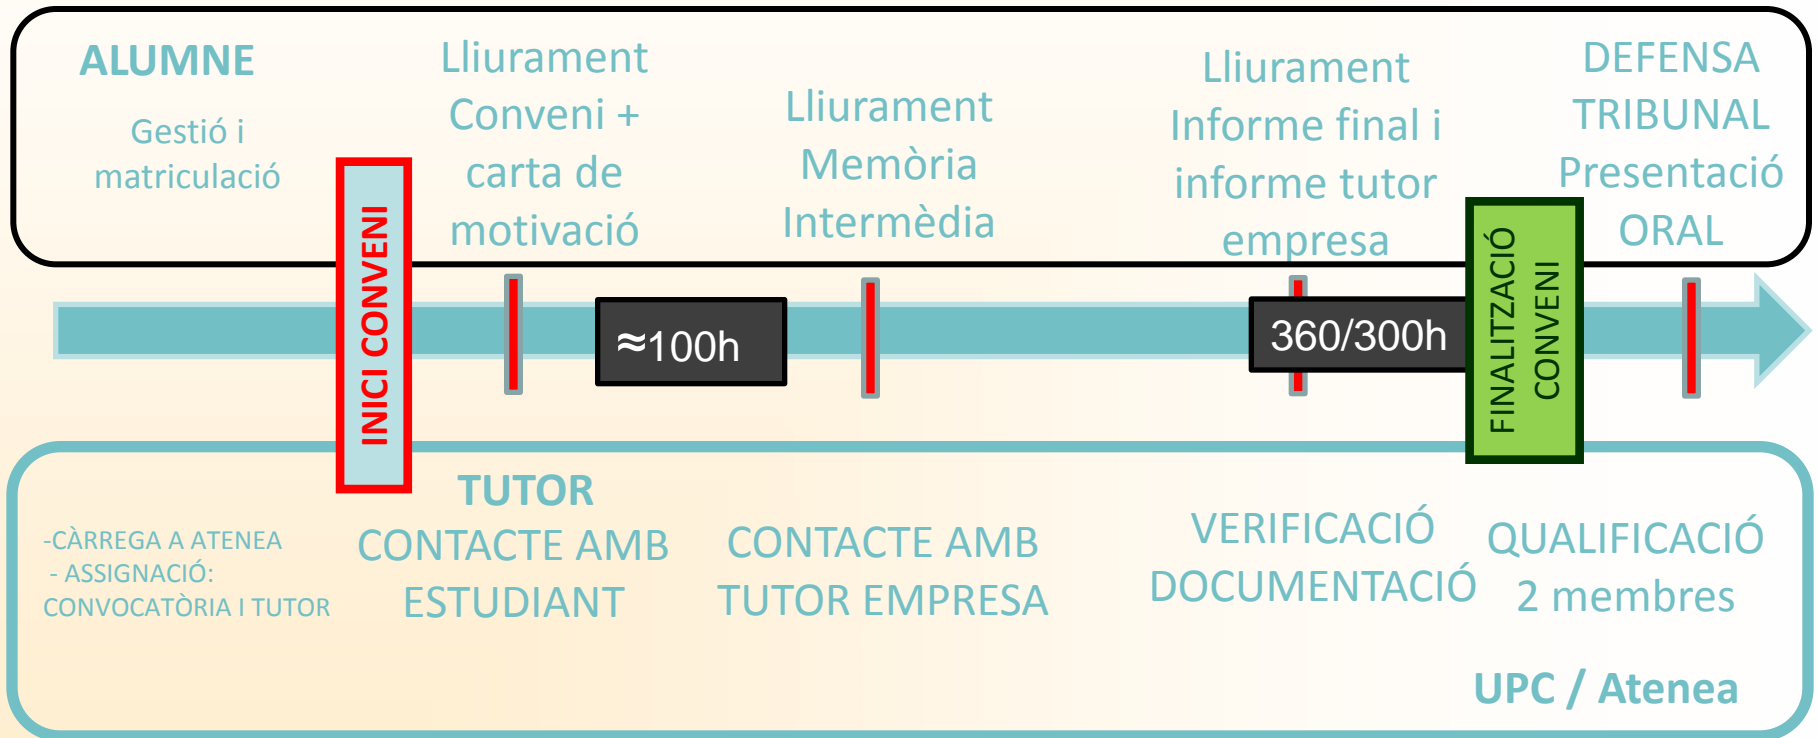 ALUMNE
Gestió i
matriculació
INICI CONVENI
Lliurament
Conveni +
carta de
motivació
Lliurament
Memòria
Intermèdia
Lliurament
Informe final i
informe tutor
empresa
DEFENSA
TRIBUNAL
Presentació
ORAL
≈100h
360/300h
FINALITZACIÓ
CONVENI
-CÀRREGA A ATENEA
- ASSIGNACIÓ:
CONVOCATÒRIA I TUTOR
TUTOR
CONTACTE AMB
ESTUDIANT
CONTACTE AMB
TUTOR EMPRESA
VERIFICACIÓ
DOCUMENTACIÓ
QUALIFICACIÓ
2 membres
UPC / Atenea